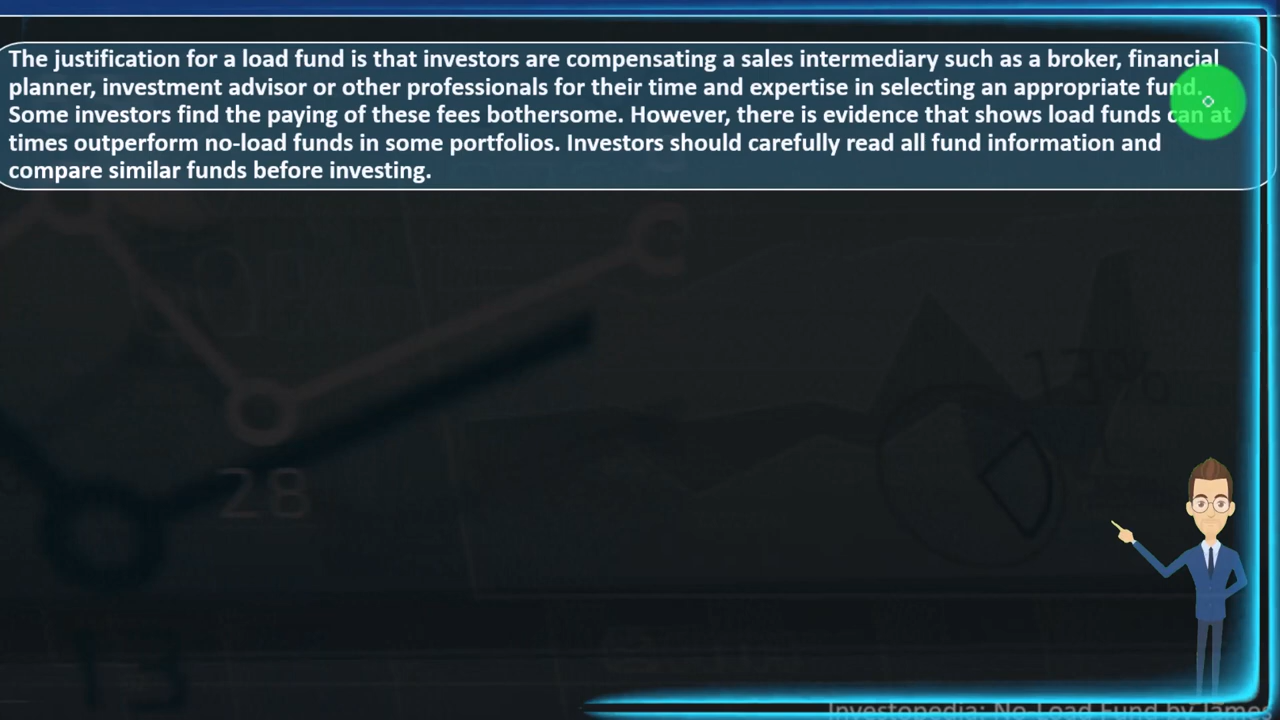 The justification for a load fund is that investors are compensating a sales intermediary such as a broker, financial
planner, investment advisor or other professionals for their time and expertise in selecting an appropriate fund.
Some investors find the paying of these fees bothersome. However, there is evidence that shows load funds can at
times outperform no-load funds in some portfolios. Investors should carefully read all fund information and
compare similar funds before investing.
13%
28
13
Investopedia: No-Load Fund by James